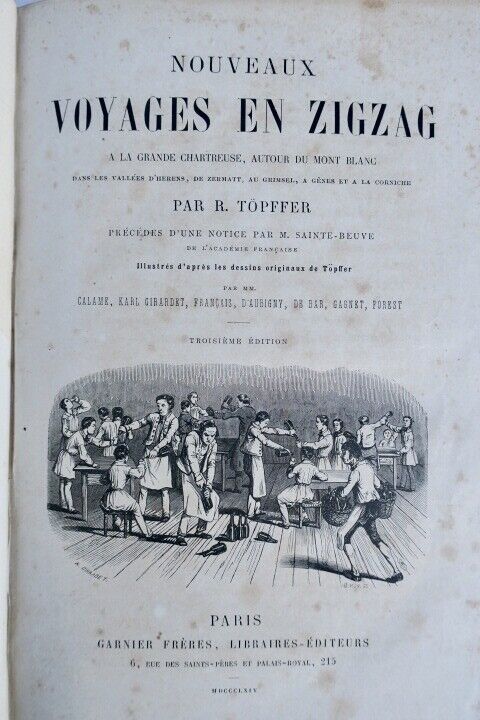 NOUVEAUX
VOYAGES EN ZIGZAG
A LA GRANDE CHARTREUSE, AUTOUR DU MONT BLANC
DANS LES VALLÉES D'HERENS, DE ZERMATT, AU GRIMSEL, A GÊNES ET A LA CORNICHE
PAR R. TÖPFFER
PRÉCÉDÉS D'UNE NOTICE PAR M. SAINTE-BEUVE
DE L'ACADÉMIE FRANÇAISE
Illustrés d'après les dessins originaux de Töpffer
PAR MM.
CALAME, KARL GIRARDET, FRANÇAIS, D'AUBIGNY, DE BAR, GAGNET, FOREST
TROISIÈME ÉDITION
PARIS
GARNIER FRÈRES, LIBRAIRES-ÉDITEURS
6, RUE DES SAINTS-PÈRES ET PALAIS-ROYAL, 215
MDCCCLXIV